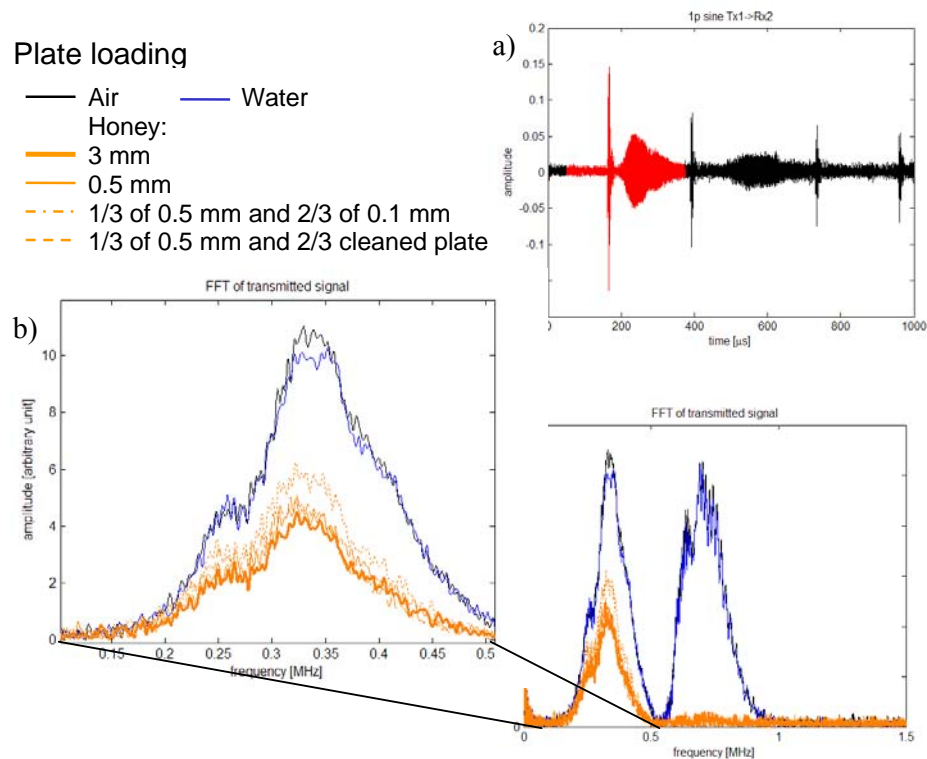 Plate loading
Air Water
Honey:
3 mm
0.5 mm
1/3 of 0.5 mm and 2/3 of 0.1 mm
1/3 of 0.5 mm and 2/3 cleaned plate
a)
1p sine Tx1->Rx2
0.2
0.15
0.1
0.05
0
-0.05
-0.1
amplitude
0 200 400 600 800 1000
time [µs]
b)
FFT of transmitted signal
10
8
6
4
2
0
amplitude [arbitrary unit]
0.15 0.2 0.25 0.3 0.35 0.4 0.45 0.5
frequency [MHz]
FFT of transmitted signal
0
0 0.5 1 1.5
frequency [MHz]